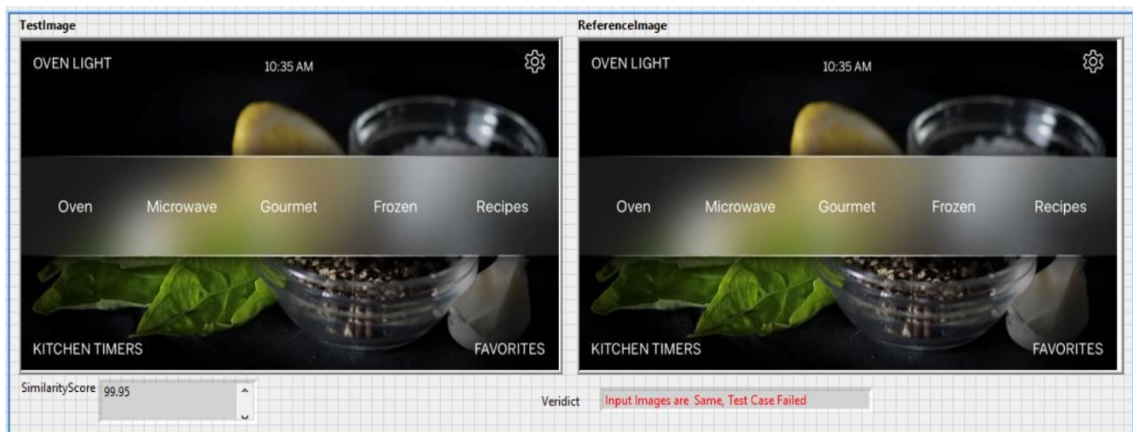 TestImage
OVEN LIGHT
10:35 AM
Oven Microwave Gourmet Frozen Recipes
KITCHEN TIMERS
FAVORITES
ReferenceImage
OVEN LIGHT
10:35 AM
Oven Microwave Gourmet Frozen Recipes
KITCHEN TIMERS
FAVORITES
SimilarityScore 99.95
Veridict Input Images are Same, Test Case Failed